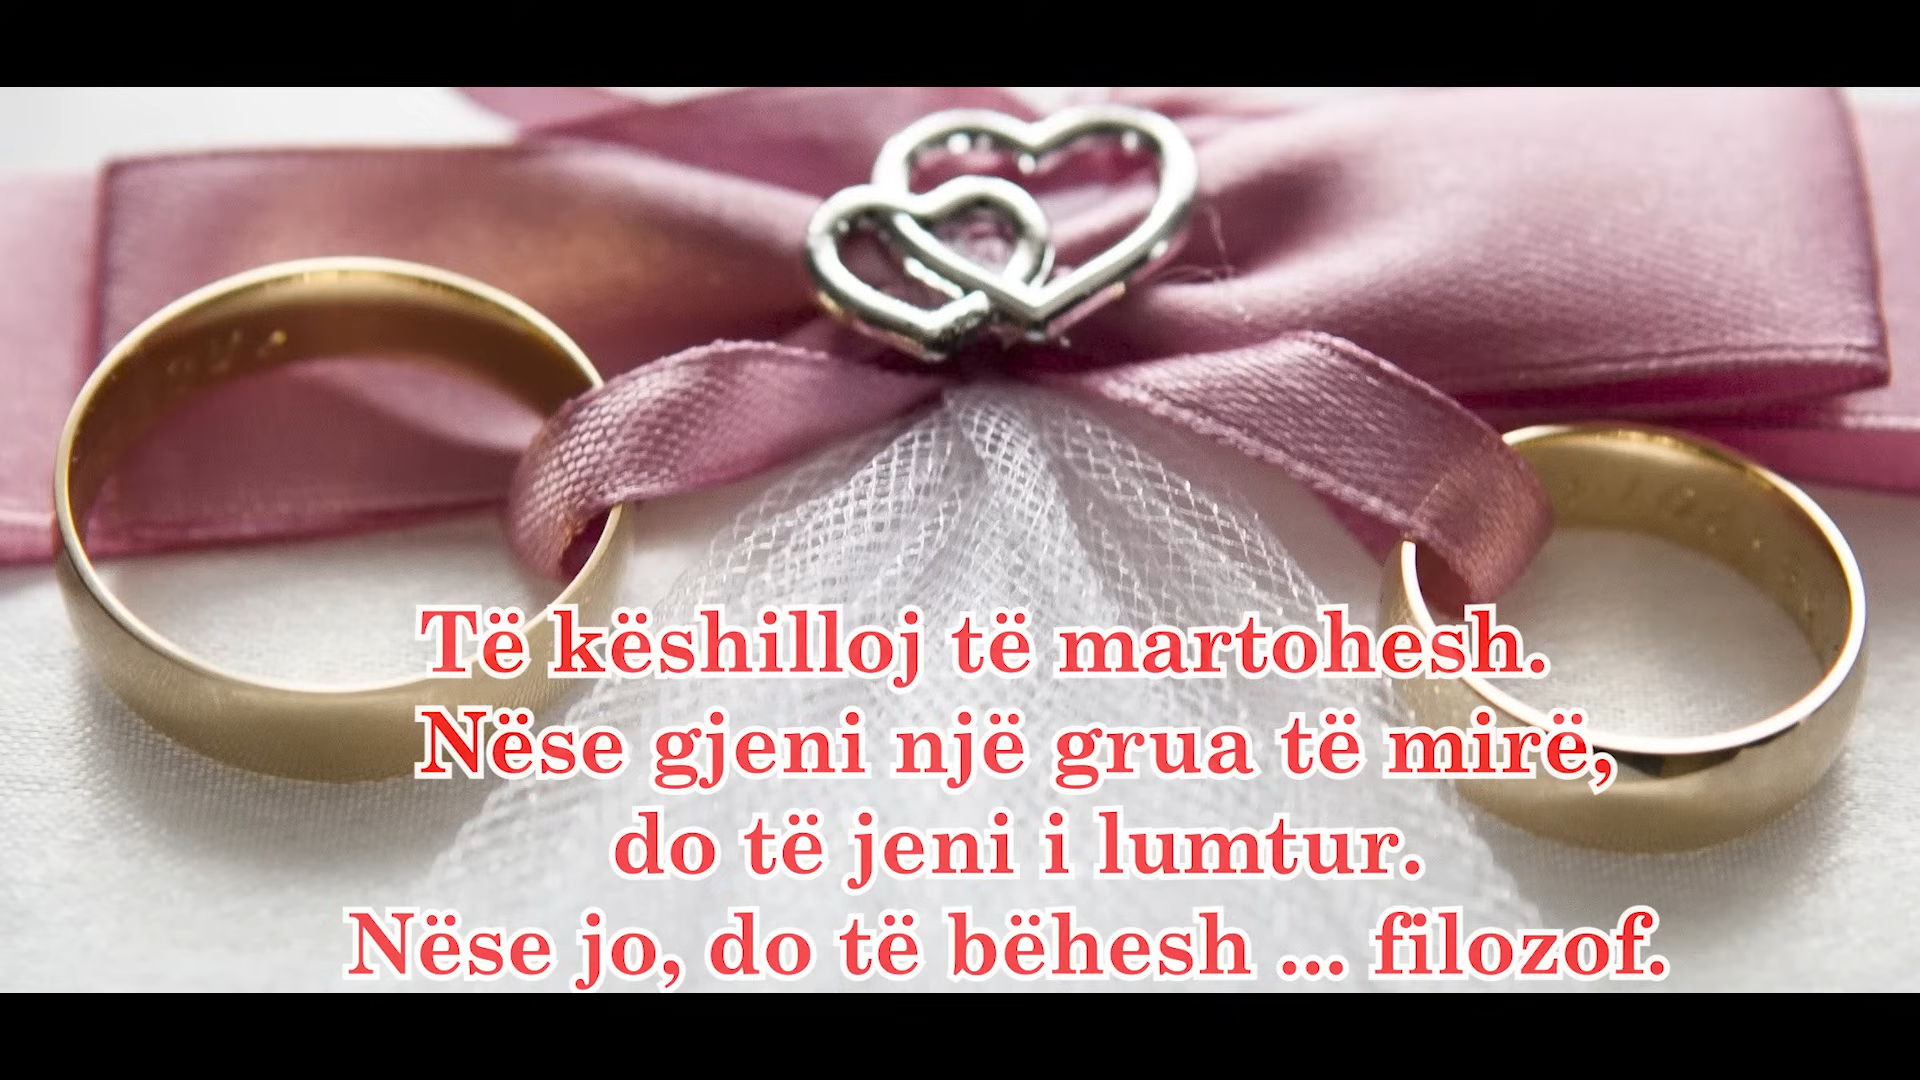 Të këshilloj të martohesh.
Nëse gjeni një grua të mirë,
do të jeni i lumtur.
Nëse jo, do të bëhesh ... filozof.